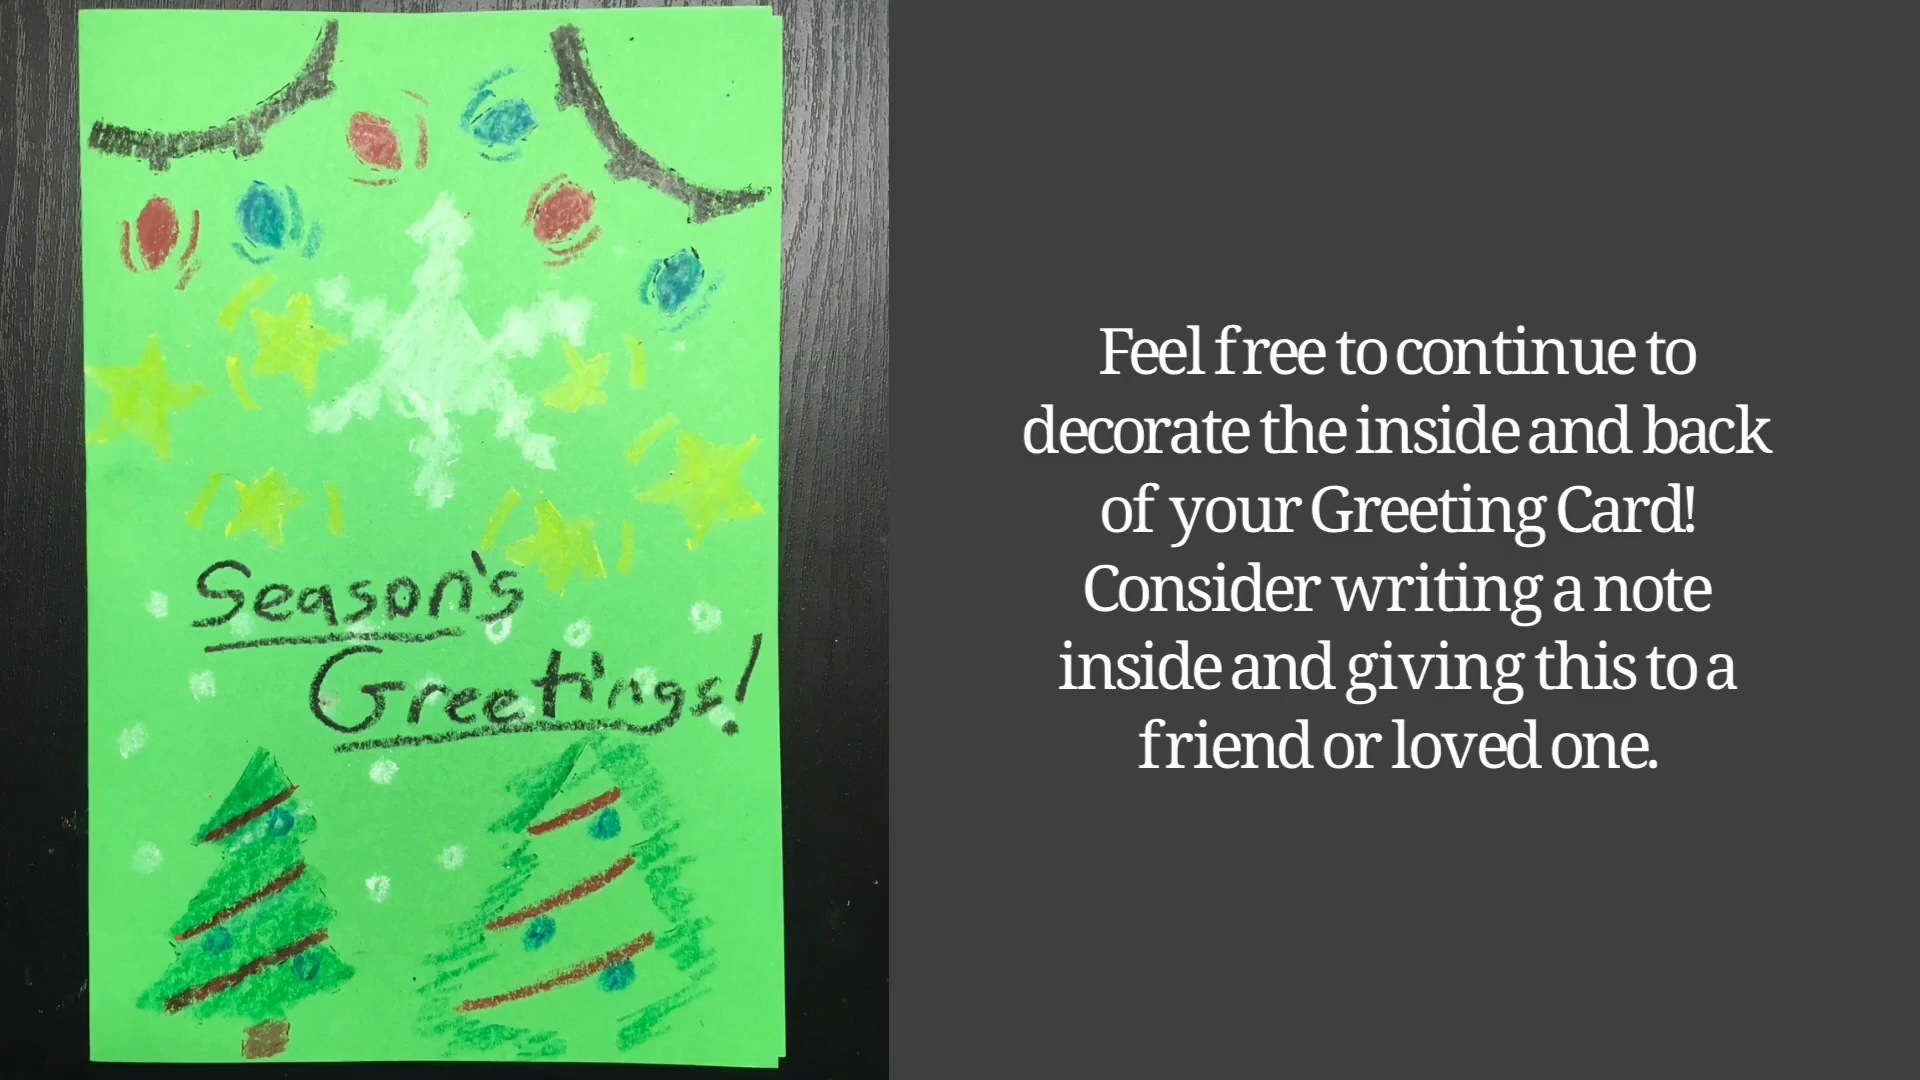 Season's
Greetings!
Feel free to continue to
decorate the inside and back
of your Greeting Card!
Consider writing a note
inside and giving this to a
friend or loved one.